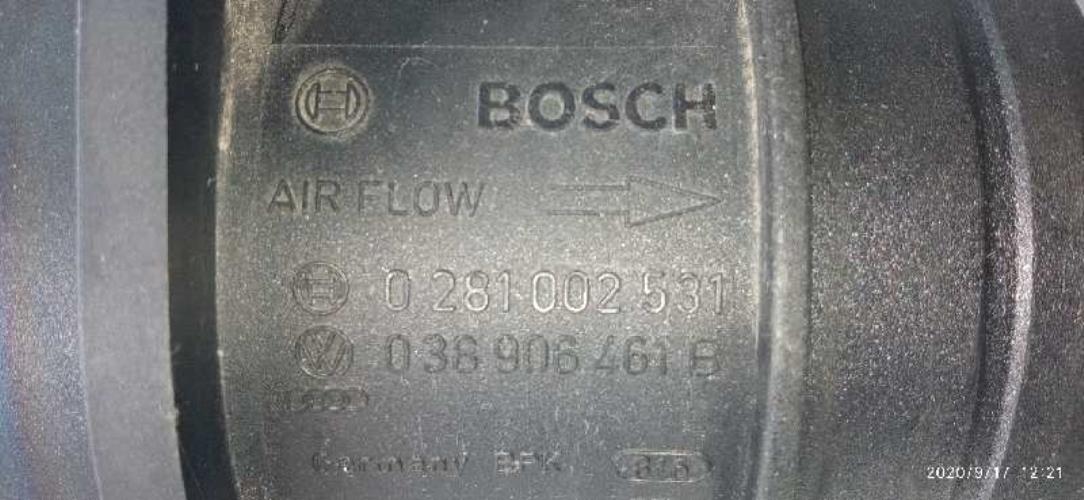 BOSCH
AIR FLOW
0 281 002 531
038 906 461 B
Germany
2020/9/17 12:21